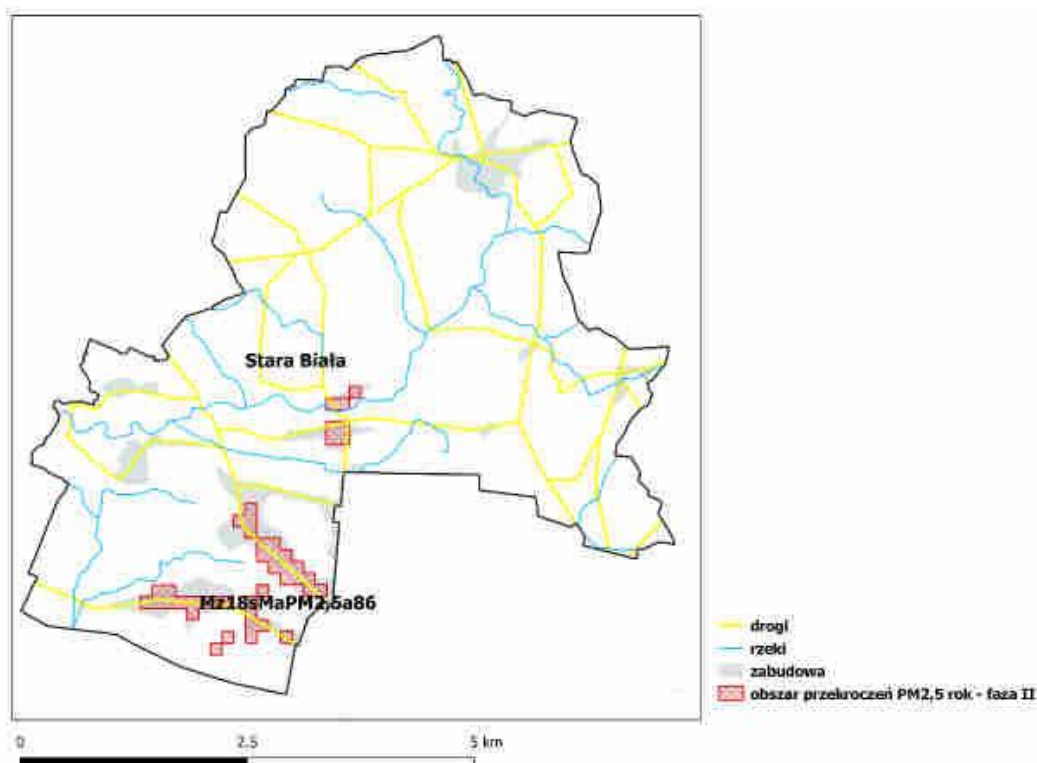 Stara Biała
Mz18sMaPM2,5a86
drogi
rzeki
zabudowa
obszar przekroczeń PM2,5 rok - faza II
0 2.5 5 km